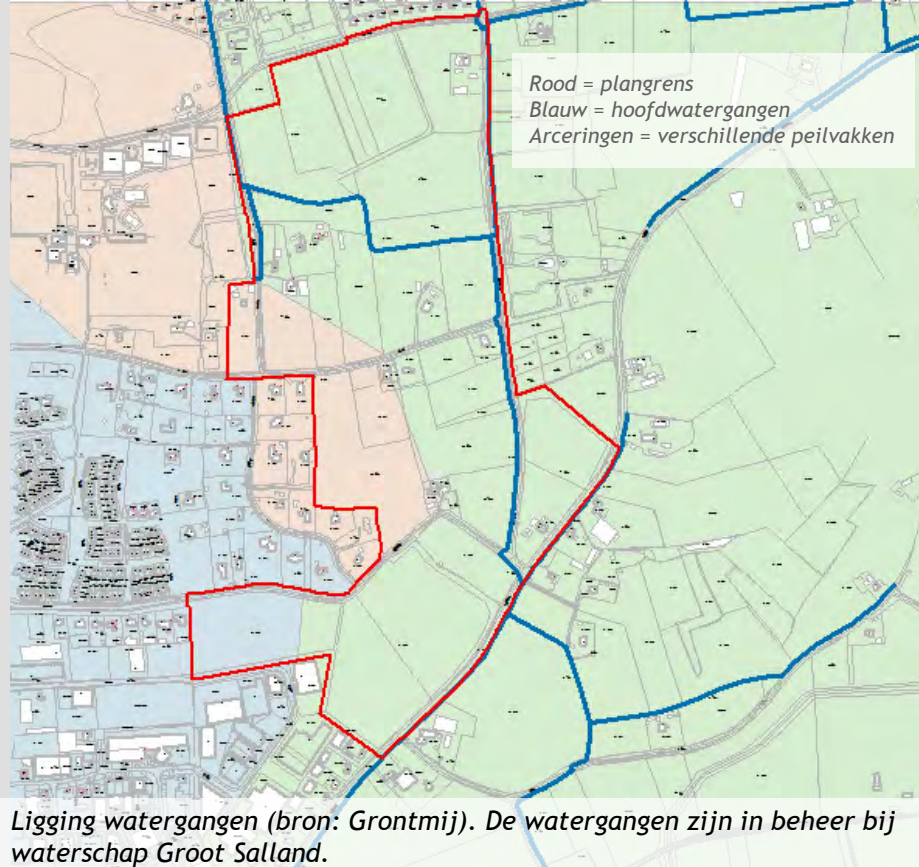 Rood = plangrens
Blauw = hoofdwatergangen
Arceringen = verschillende peilvakken
Ligging watergangen (bron: Grontmij). De watergangen zijn in beheer bij
waterschap Groot Salland.